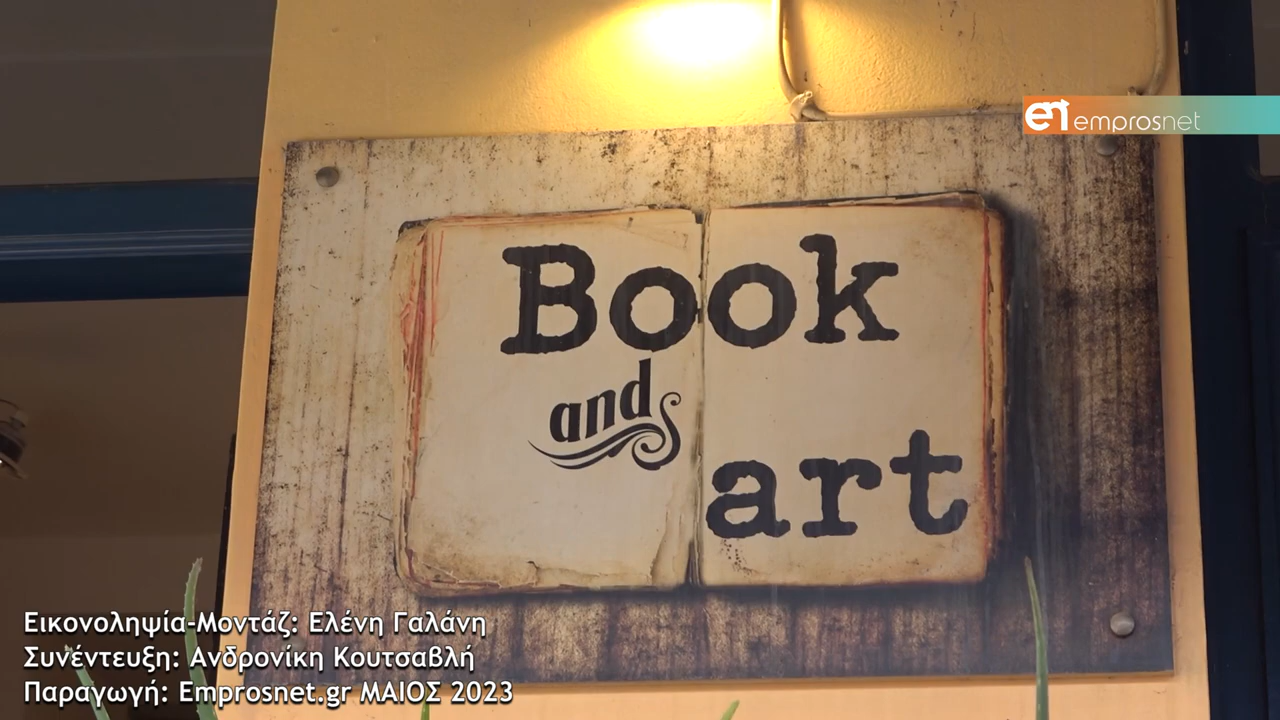 emprosnet
Book
and
art
Εικονοληψία-Μοντάζ: Ελένη Γαλάνη
Συνέντευξη: Ανδρονίκη Κουτσαβλή
Παραγωγή: Emprosnet.gr ΜΑΙΟΣ 2023